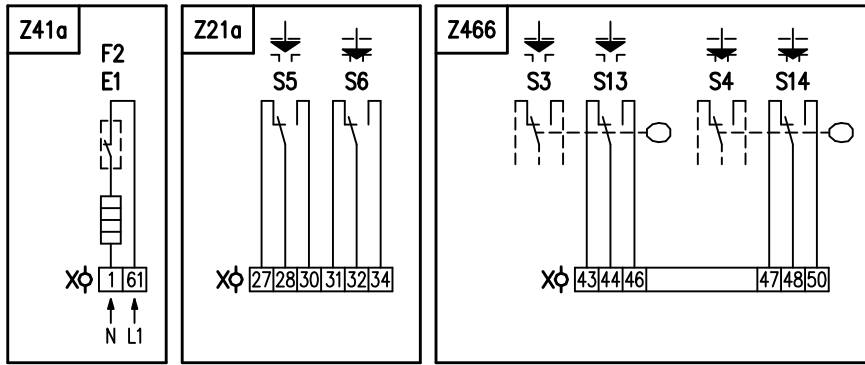 Z41a
F2
E1
X 1 61
N L1
Z21a
S5 S6
X 27 28 30 31 32 34
Z466
S3 S13 S4 S14
X 43 44 46 47 48 50